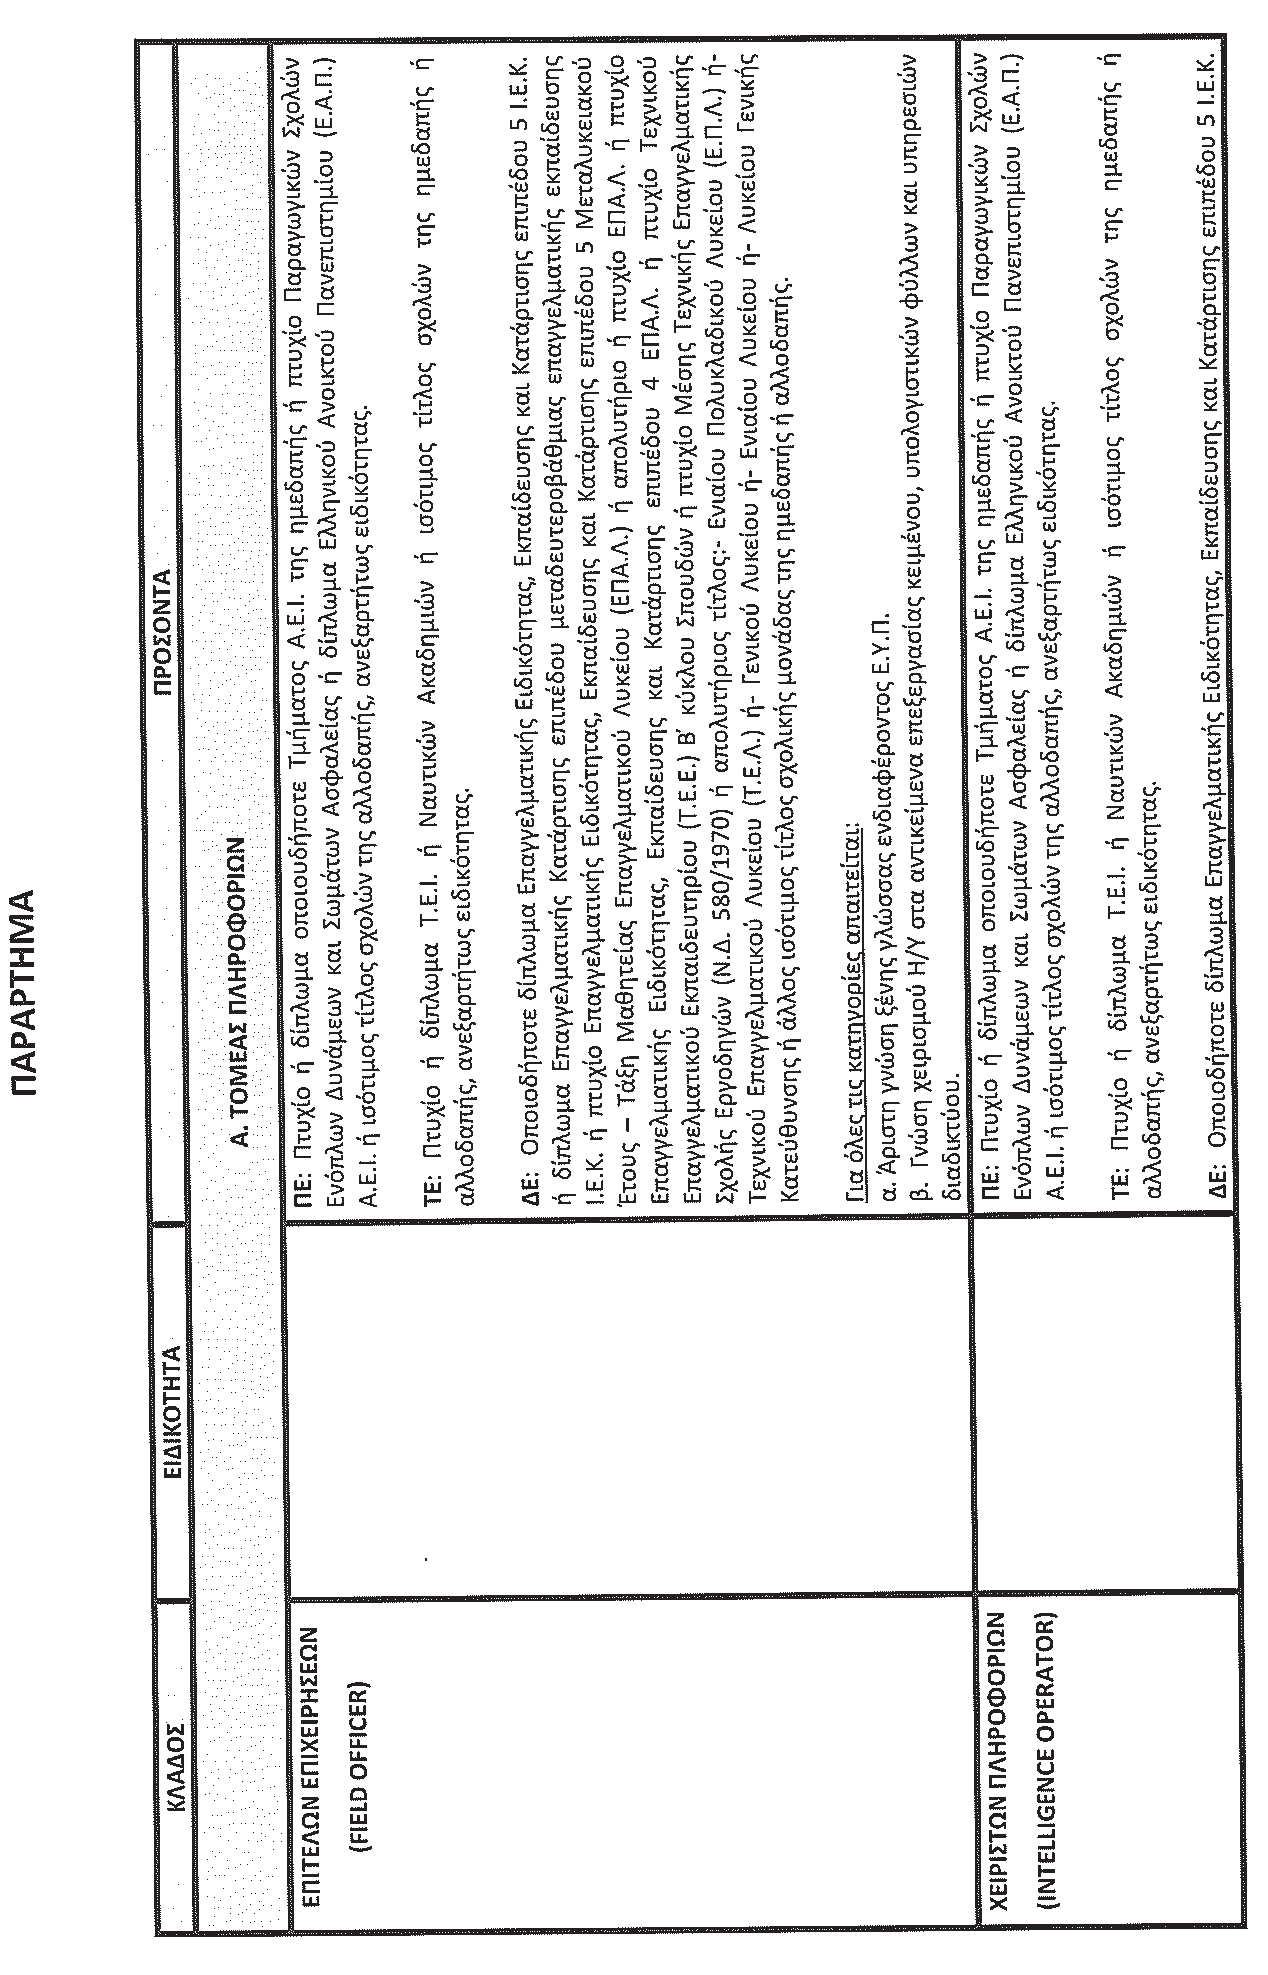 ΠΑΡΑΡΤΗΜΑ
ΚΛΑΔΟΣ
ΕΙΔΙΚΟΤΗΤΑ
ΠΡΟΣΟΝΤΑ
Α. ΤΟΜΕΑΣ ΠΛΗΡΟΦΟΡΙΩΝ
ΕΠΙΤΕΛΩΝ ΕΠΙΧΕΙΡΗΣΕΩΝ
(FIELD OFFICER)
ΠΕ: Πτυχίο ή δίπλωμα οποιουδήποτε Τμήματος Α.Ε.Ι. της ημεδαπής ή πτυχίο Παραγωγικών Σχολών
Ενόπλων Δυνάμεων και Σωμάτων Ασφαλείας ή δίπλωμα Ελληνικού Ανοικτού Πανεπιστημίου (Ε.Α.Π.)
Α.Ε.Ι. ή ισότιμος τίτλος σχολών της αλλοδαπής, ανεξαρτήτως ειδικότητας.
ΤΕ: Πτυχίο ή δίπλωμα Τ.Ε.Ι. ή Ναυτικών Ακαδημιών ή ισότιμος τίτλος σχολών της ημεδαπής ή
αλλοδαπής, ανεξαρτήτως ειδικότητας.
ΔΕ: Οποιοδήποτε δίπλωμα Επαγγελματικής Ειδικότητας, Εκπαίδευσης και Κατάρτισης επιπέδου 5 Ι.Ε.Κ.
ή δίπλωμα Επαγγελματικής Κατάρτισης επιπέδου μεταδευτεροβάθμιας επαγγελματικής εκπαίδευσης
Ι.Ε.Κ. ή πτυχίο Επαγγελματικής Ειδικότητας, Εκπαίδευσης και Κατάρτισης επιπέδου 5 Μεταλυκειακού
Έτους – Τάξη Μαθητείας Επαγγελματικού Λυκείου (ΕΠΑ.Λ.) ή απολυτήριο ή πτυχίο ΕΠΑ.Λ. ή πτυχίο
Επαγγελματικής Ειδικότητας, Εκπαίδευσης και Κατάρτισης επιπέδου 4 ΕΠΑ.Λ. ή πτυχίο Τεχνικού
Επαγγελματικού Εκπαιδευτηρίου (Τ.Ε.Ε.) Β΄ κύκλου Σπουδών ή πτυχίο Μέσης Τεχνικής Επαγγελματικής
Σχολής Εργοδηγών (Ν.Δ. 580/1970) ή απολυτήριος τίτλος:- Ενιαίου Πολυκλαδικού Λυκείου (Ε.Π.Λ.) ή-
Τεχνικού Επαγγελματικού Λυκείου (Τ.Ε.Λ.) ή- Γενικού Λυκείου ή- Ενιαίου Λυκείου ή- Λυκείου Γενικής
Κατεύθυνσης ή άλλος ισότιμος τίτλος σχολικής μονάδας της ημεδαπής ή αλλοδαπής.
Για όλες τις κατηγορίες απαιτείται:
α. Άριστη γνώση ξένης γλώσσας ενδιαφέροντος Ε.Υ.Π.
β. Γνώση χειρισμού Η/Υ στα αντικείμενα επεξεργασίας κειμένου, υπολογιστικών φύλλων και υπηρεσιών
διαδικτύου.
ΧΕΙΡΙΣΤΩΝ ΠΛΗΡΟΦΟΡΙΩΝ
(INTELLIGENCE OPERATOR)
ΠΕ: Πτυχίο ή δίπλωμα οποιουδήποτε Τμήματος Α.Ε.Ι. της ημεδαπής ή πτυχίο Παραγωγικών Σχολών
Ενόπλων Δυνάμεων και Σωμάτων Ασφαλείας ή δίπλωμα Ελληνικού Ανοικτού Πανεπιστημίου (Ε.Α.Π.)
Α.Ε.Ι. ή ισότιμος τίτλος σχολών της αλλοδαπής, ανεξαρτήτως ειδικότητας.
ΤΕ: Πτυχίο ή δίπλωμα Τ.Ε.Ι. ή Ναυτικών Ακαδημιών ή ισότιμος τίτλος σχολών της ημεδαπής ή
αλλοδαπής, ανεξαρτήτως ειδικότητας.
ΔΕ: Οποιοδήποτε δίπλωμα Επαγγελματικής Ειδικότητας, Εκπαίδευσης και Κατάρτισης επιπέδου 5 Ι.Ε.Κ.